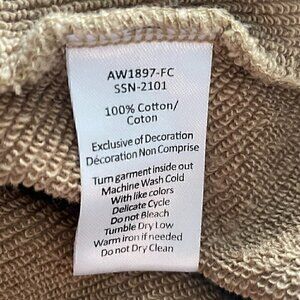 AW1897-FC
SSN-2101
100% Cotton/
Coton
Exclusive of Decoration
Décoration Non Comprise
Turn garment inside out
Machine Wash Cold
With like colors
Delicate Cycle
Do not Bleach
Tumble Dry Low
Warm iron if needed
Do not Dry Clean